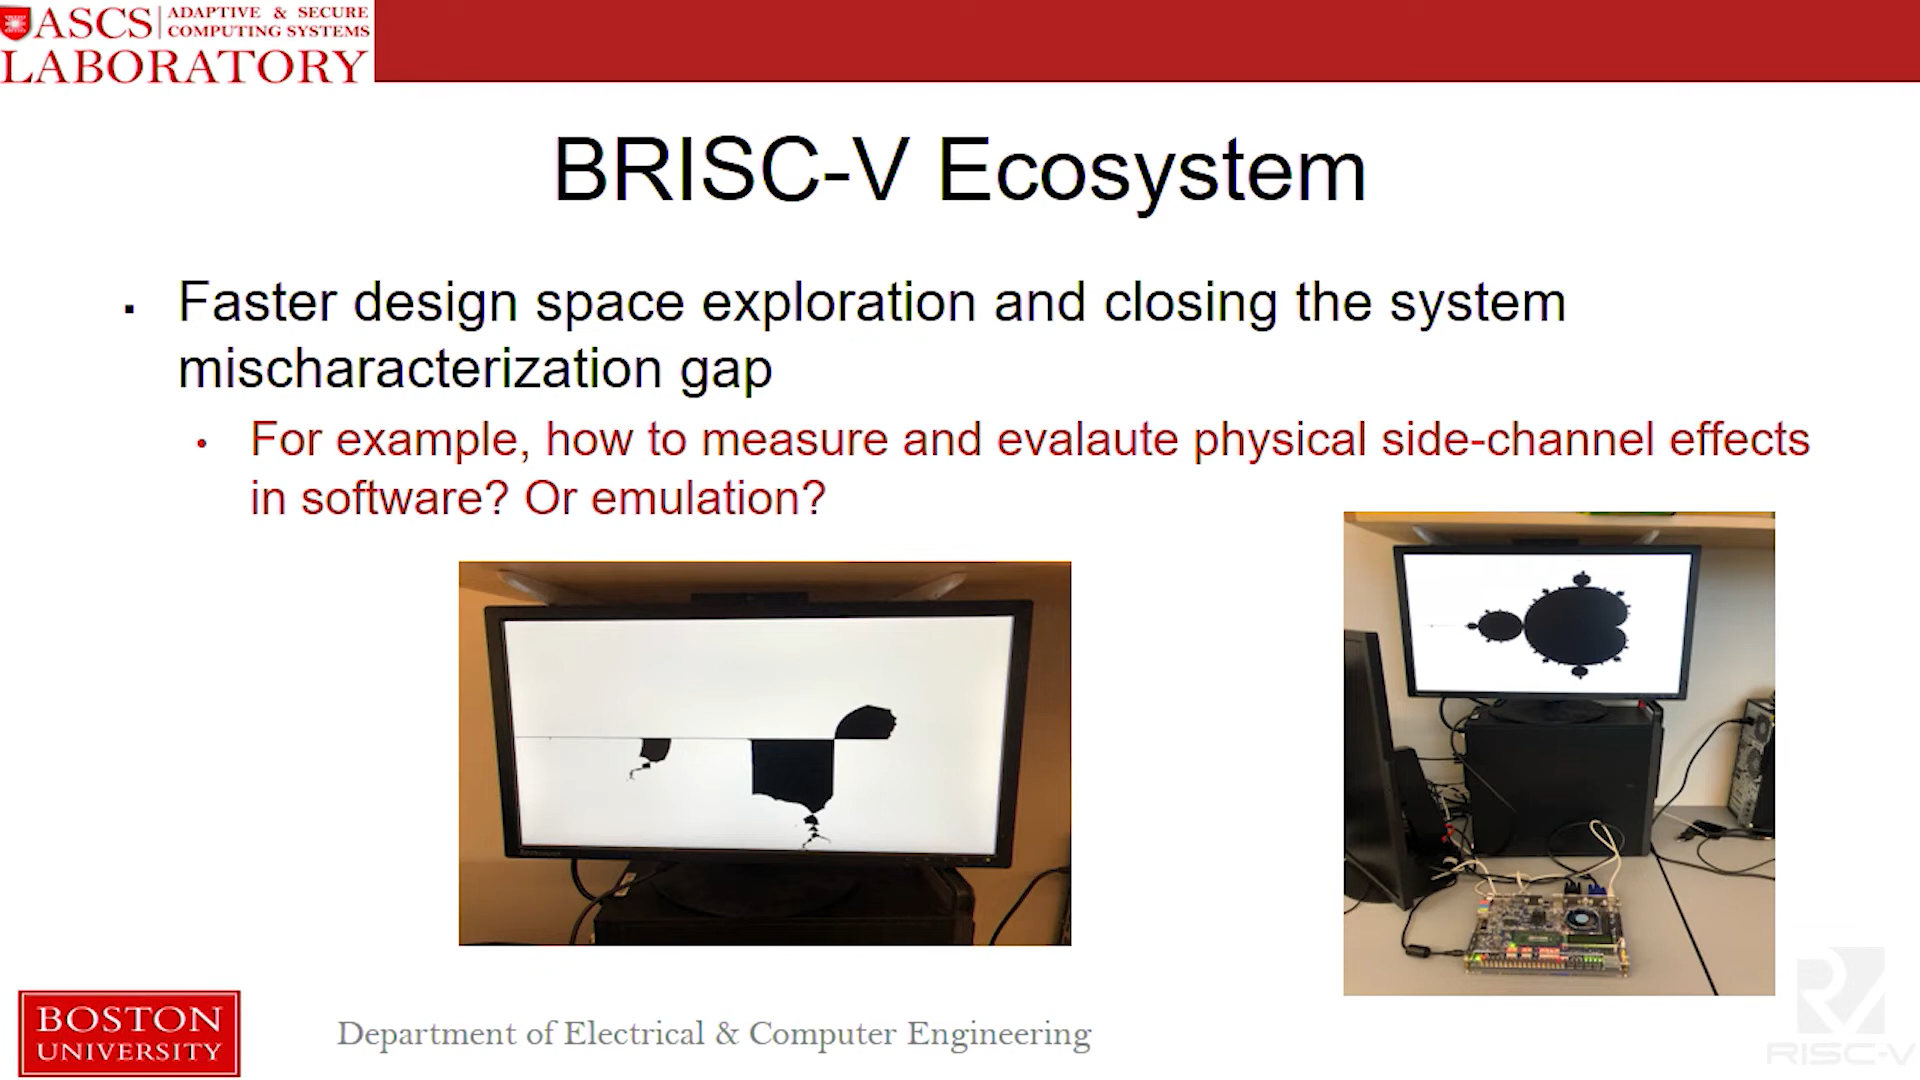 ASCS
ADAPTIVE & SECURE
COMPUTING SYSTEMS
LABORATORY
BRISC-V Ecosystem
Faster design space exploration and closing the system
mischaracterization gap
For example, how to measure and evalaute physical side-channel effects
in software? Or emulation?
BOSTON
UNIVERSITY
Department of Electrical & Computer Engineering
RISC-V